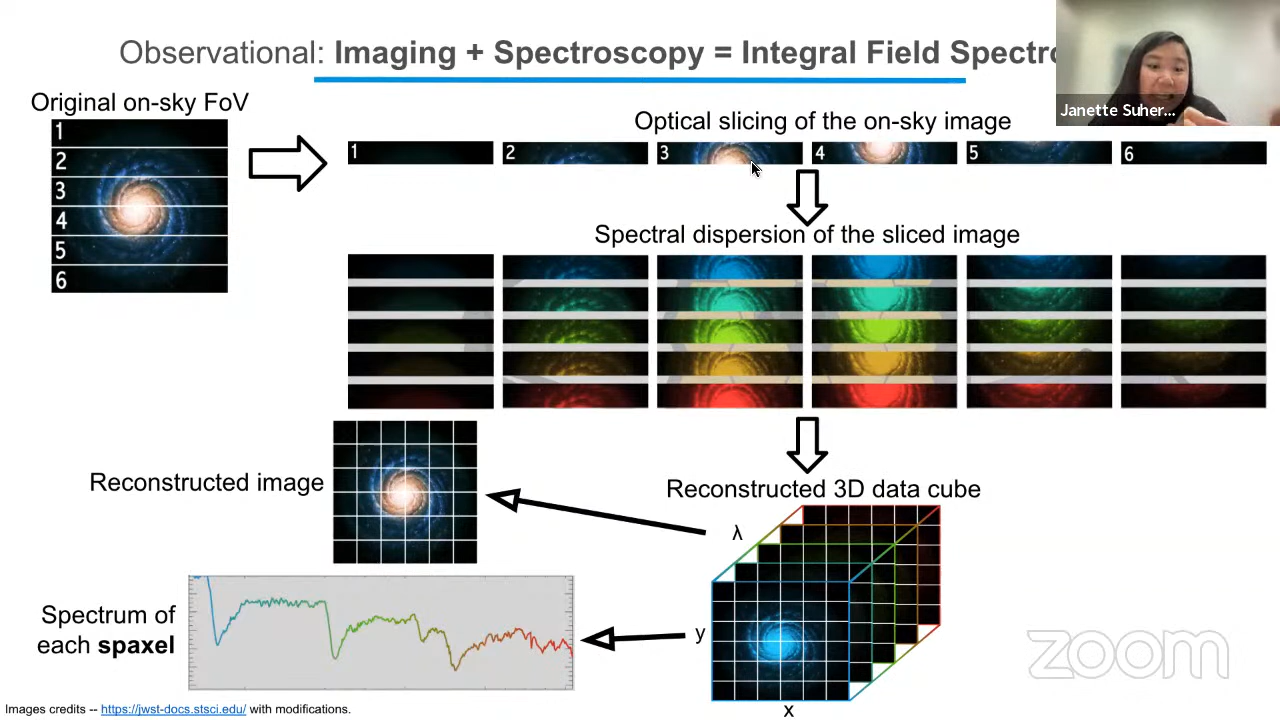 Observational: Imaging + Spectroscopy = Integral Field Spectro
Janette Suher...
Original on-sky FoV
1
2
3
4
5
6
Optical slicing of the on-sky image
1 2 3 4 5 6
Spectral dispersion of the sliced image
Reconstructed image
Reconstructed 3D data cube
λ
y
x
Spectrum of
each spaxel
zoom
Images credits -- https://jwst-docs.stsci.edu/ with modifications.